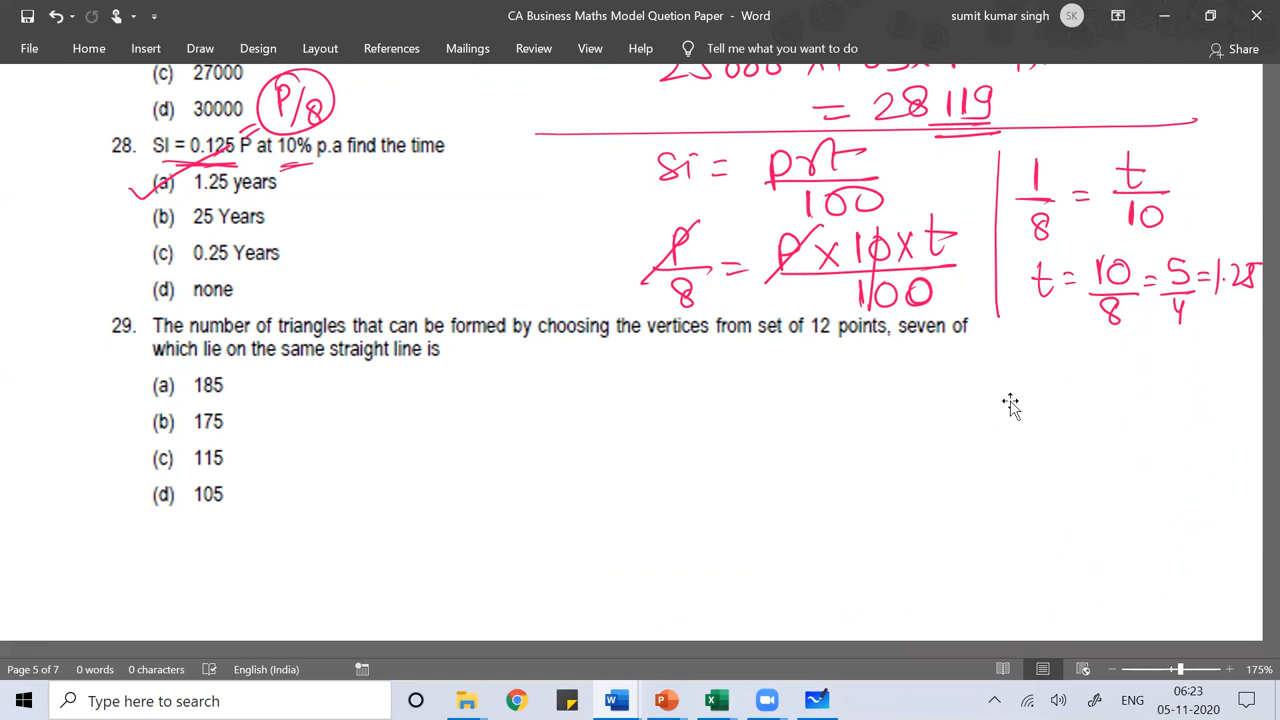 CA Business Maths Model Quetion Paper - Word
sumit kumar singh
SK
File Home Insert Draw Design Layout References Mailings Review View Help Tell me what you want to do Share
(c) 27000
(d) 30000
P/8
= 28119
28. SI = 0.125 P at 10% p.a find the time
(a) 1.25 years
(b) 25 Years
(c) 0.25 Years
(d) none
Si = prt/100
P/8 = P × 10 × t/100
1/8 = t/10
t = 10/8 = 5/4 = 1.25
29. The number of triangles that can be formed by choosing the vertices from set of 12 points, seven of
which lie on the same straight line is
(a) 185
(b) 175
(c) 115
(d) 105
Page 5 of 7 0 words 0 characters English (India) 175%
Type here to search
ENG
06:23
05-11-2020